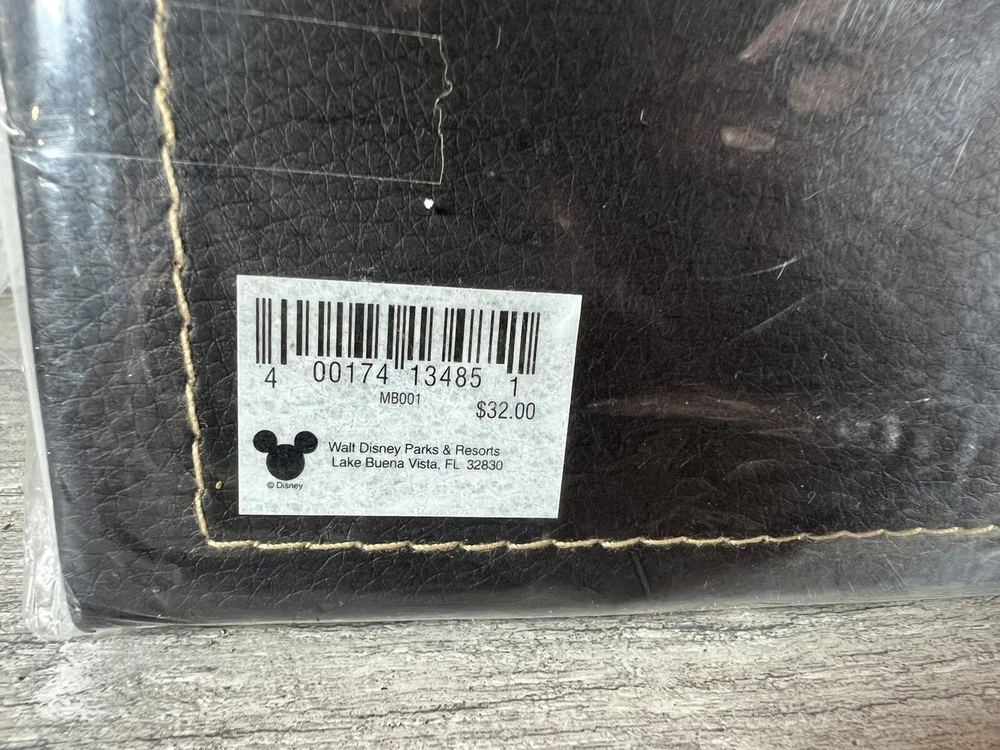 4 00174 13485 1
MB001
$32.00
Walt Disney Parks & Resorts
Lake Buena Vista, FL 32830
© Disney